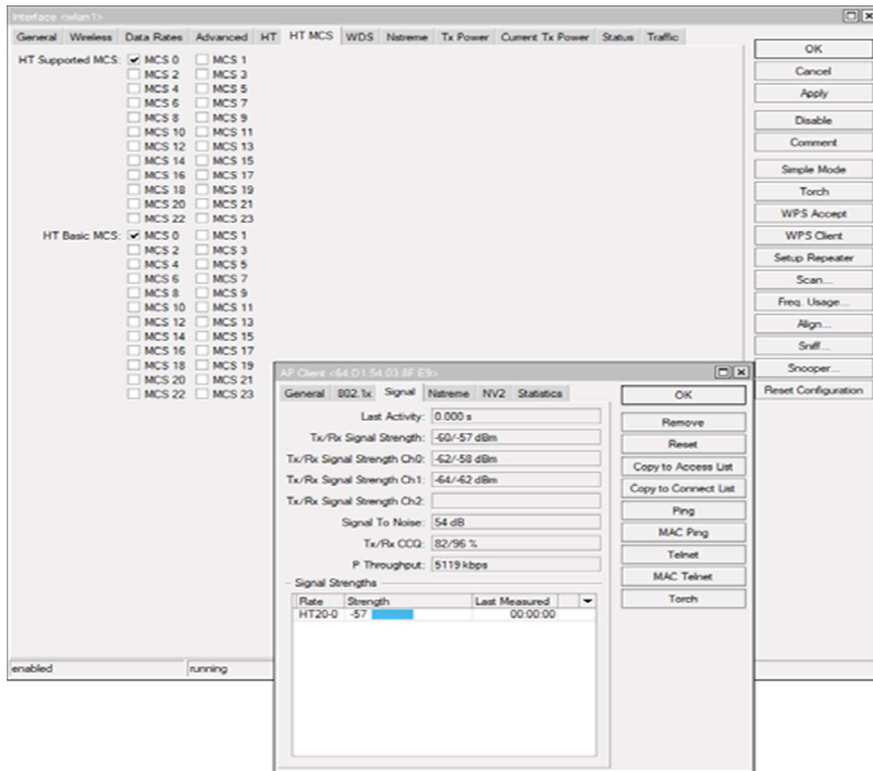 Interface <wlan1>
General Wireless Data Rates Advanced HT HT MCS WDS Nstreme Tx Power Current Tx Power Status Traffic
HT Supported MCS: MCS 0 MCS 1
MCS 2 MCS 3
MCS 4 MCS 5
MCS 6 MCS 7
MCS 8 MCS 9
MCS 10 MCS 11
MCS 12 MCS 13
MCS 14 MCS 15
MCS 16 MCS 17
MCS 18 MCS 19
MCS 20 MCS 21
MCS 22 MCS 23
HT Basic MCS: MCS 0 MCS 1
MCS 2 MCS 3
MCS 4 MCS 5
MCS 6 MCS 7
MCS 8 MCS 9
MCS 10 MCS 11
MCS 12 MCS 13
MCS 14 MCS 15
MCS 16 MCS 17
MCS 18 MCS 19
MCS 20 MCS 21
MCS 22 MCS 23
OK
Cancel
Apply
Disable
Comment
Simple Mode
Torch
WPS Accept
WPS Client
Setup Repeater
Scan...
Freq. Usage...
Align...
Sniff...
Snooper...
Reset Configuration
enabled
running
AP Client <64:D1:54:03:8F:E9>
General 802.1x Signal Nstreme NV2 Statistics
Last Activity: 0.000 s
Tx/Rx Signal Strength: -60/-57 dBm
Tx/Rx Signal Strength Ch0: -62/-58 dBm
Tx/Rx Signal Strength Ch1: -64/-62 dBm
Tx/Rx Signal Strength Ch2:
Signal To Noise: 54 dB
Tx/Rx CCQ: 82/96 %
P Throughput: 5119 kbps
Signal Strengths
Rate Strength Last Measured
HT20-0 -57 00:00:00
OK
Remove
Reset
Copy to Access List
Copy to Connect List
Ping
MAC Ping
Telnet
MAC Telnet
Torch